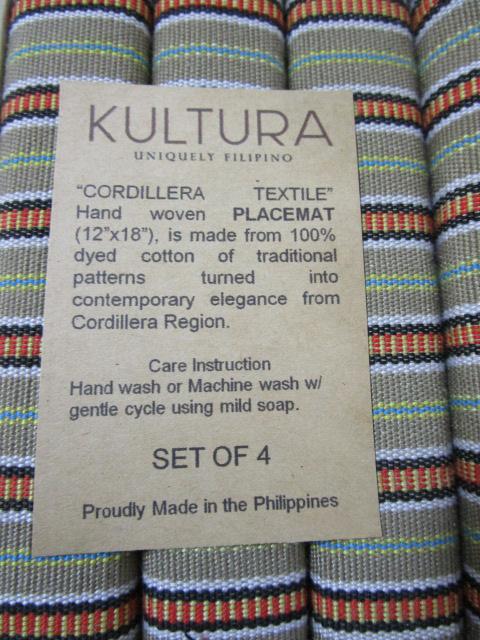 KULTURA
UNIQUELY FILIPINO
“CORDILLERA TEXTILE”
Hand woven PLACEMAT
(12”x18”), is made from 100%
dyed cotton of traditional
patterns turned into
contemporary elegance from
Cordillera Region.
Care Instruction
Hand wash or Machine wash w/
gentle cycle using mild soap.
SET OF 4
Proudly Made in the Philippines